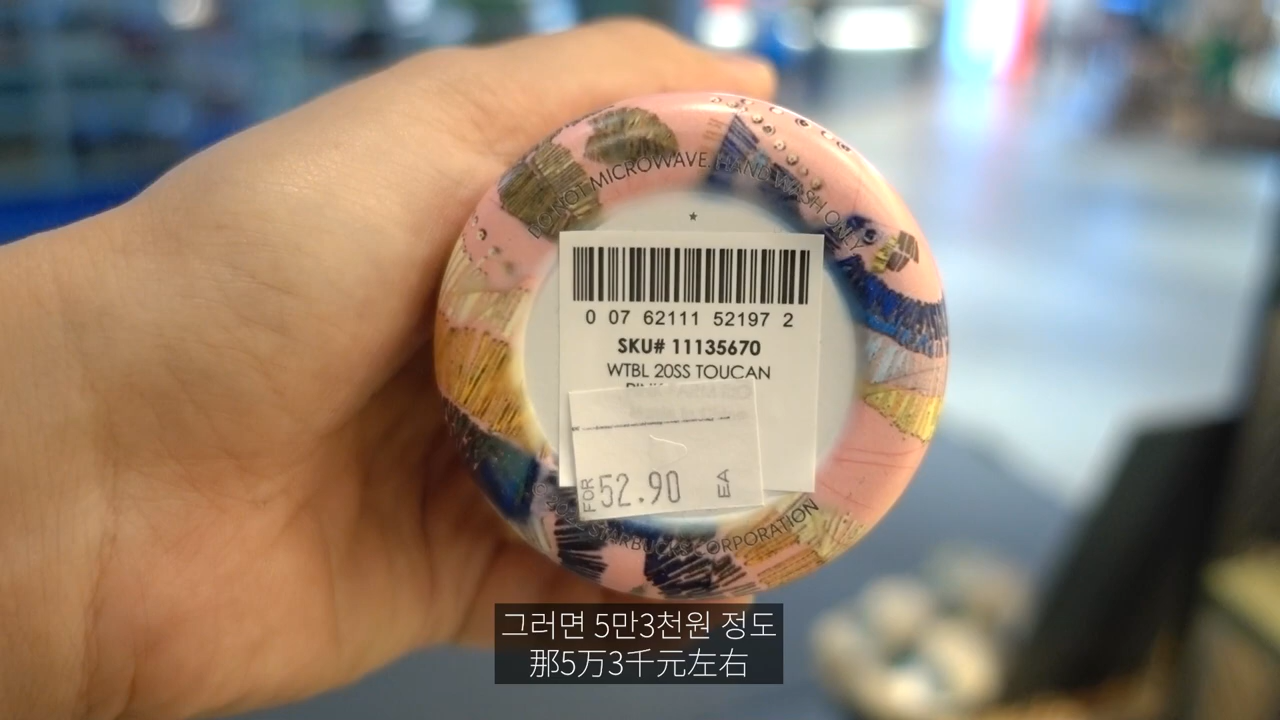 DO NOT MICROWAVE. HAND WASH ONLY
0 07 62111 52197 2
SKU# 11135670
WTBL 20SS TOUCAN
FOR 52.90 EA
STARBUCKS CORPORATION
그러면 5만3천원 정도
那5万3千元左右